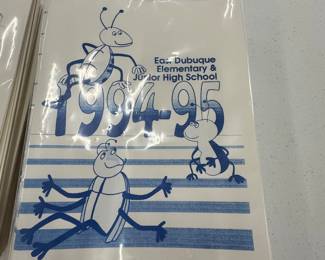 East Dubuque
Elementary &
Junior High School
1994-95